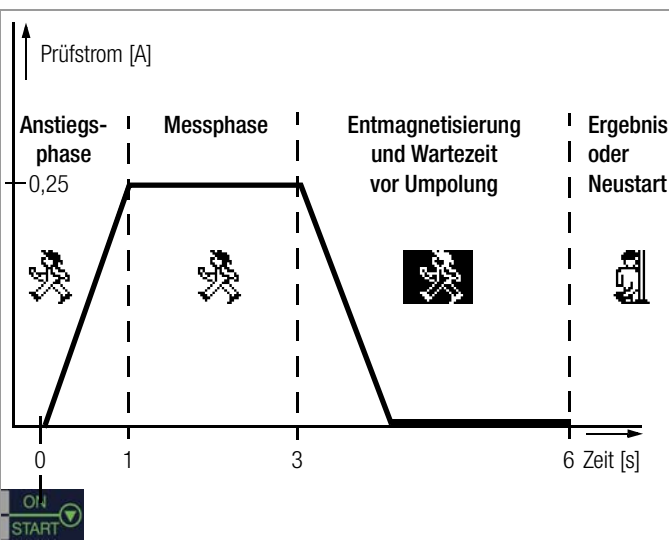 Prüfstrom [A]
Anstiegs-
phase
Messphase
Entmagnetisierung
und Wartezeit
vor Umpolung
Ergebnis
oder
Neustart
0,25
0
1
3
6
Zeit [s]
ON
START